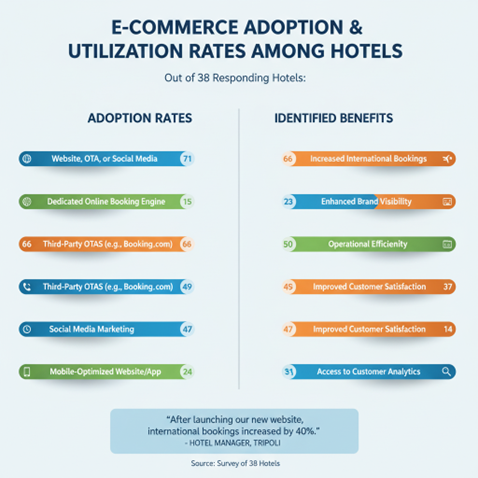 E-COMMERCE ADOPTION &
UTILIZATION RATES AMONG HOTELS
Out of 38 Responding Hotels:
ADOPTION RATES
Website, OTA, or Social Media 71
Dedicated Online Booking Engine 15
66 Third-Party OTAS (e.g., Booking.com) 66
Third-Party OTAS (e.g., Booking.com) 49
Social Media Marketing 47
Mobile-Optimized Website/App 24
IDENTIFIED BENEFITS
66 Increased International Bookings
23 Enhanced Brand Visibility
50 Operational Efficienity
45 Improved Customer Satisfaction 37
47 Improved Customer Satisfaction 14
31 Access to Customer Analytics
"After launching our new website,
international bookings increased by 40%."
- HOTEL MANAGER, TRIPOLI
Source: Survey of 38 Hotels